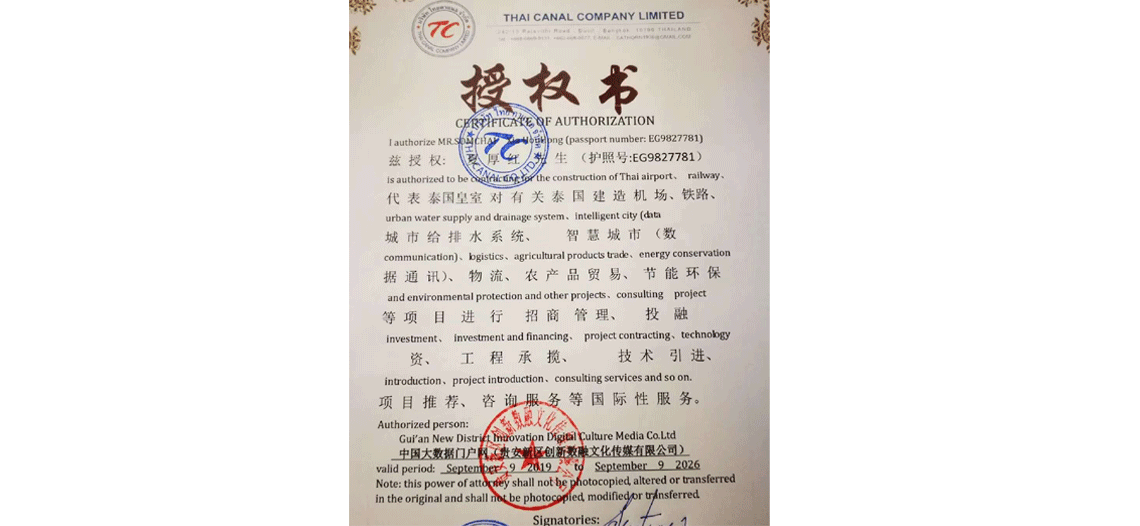 TC
THAI CANAL COMPANY LIMITED
授权书
CERTIFICATE OF AUTHORIZATION
I authorize MR.SOMCHAI (passport number: EG9827781)
兹授权: 厚红先生（护照号:EG9827781）
is authorized to be contracting for the construction of Thai airport、 railway、
代表泰国皇室对有关泰国建造机场、铁路、
urban water supply and drainage system、intelligent city (data
城市给排水系统、 智慧城市（数
communication)、logistics、agricultural products trade、energy conservation
据通讯）、物流、农产品贸易、节能环保
and environmental protection and other projects、consulting project
等项目进行 招商管理、 投融
investment、 investment and financing、 project contracting、technology
资、 工程承揽、 技术引进、
introduction、project introduction、consulting services and so on.
项目推荐、咨询服务等国际性服务。
Authorized person:
Gui'an New District Innovation Digital Culture Media Co.Ltd
中国大数据门户网（贵安新区创新数融文化传媒有限公司）
valid period: September 9 2019 to September 9 2026
Note: this power of attorney shall not be photocopied, altered or transferred
in the original and shall not be photocopied, modified or transferred.
Signatories: